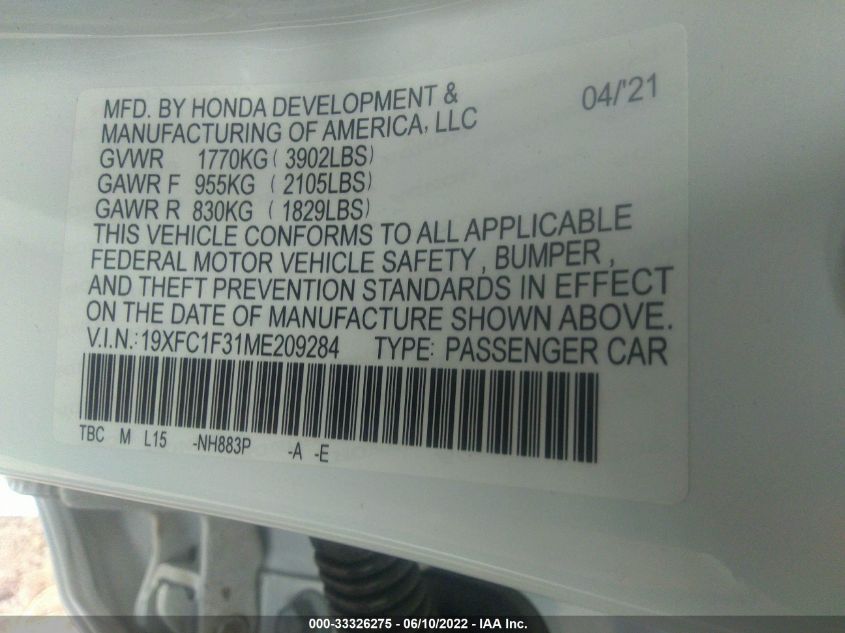 MFD. BY HONDA DEVELOPMENT & 04/'21
MANUFACTURING OF AMERICA, LLC
GVWR 1770KG ( 3902LBS)
GAWR F 955KG ( 2105LBS)
GAWR R 830KG ( 1829LBS)
THIS VEHICLE CONFORMS TO ALL APPLICABLE
FEDERAL MOTOR VEHICLE SAFETY , BUMPER ,
AND THEFT PREVENTION STANDARDS IN EFFECT
ON THE DATE OF MANUFACTURE SHOWN ABOVE.
V.I.N.: 19XFC1F31ME209284 TYPE: PASSENGER CAR
TBC M L15 -NH883P -A -E
000-33326275 - 06/10/2022 - IAA Inc.